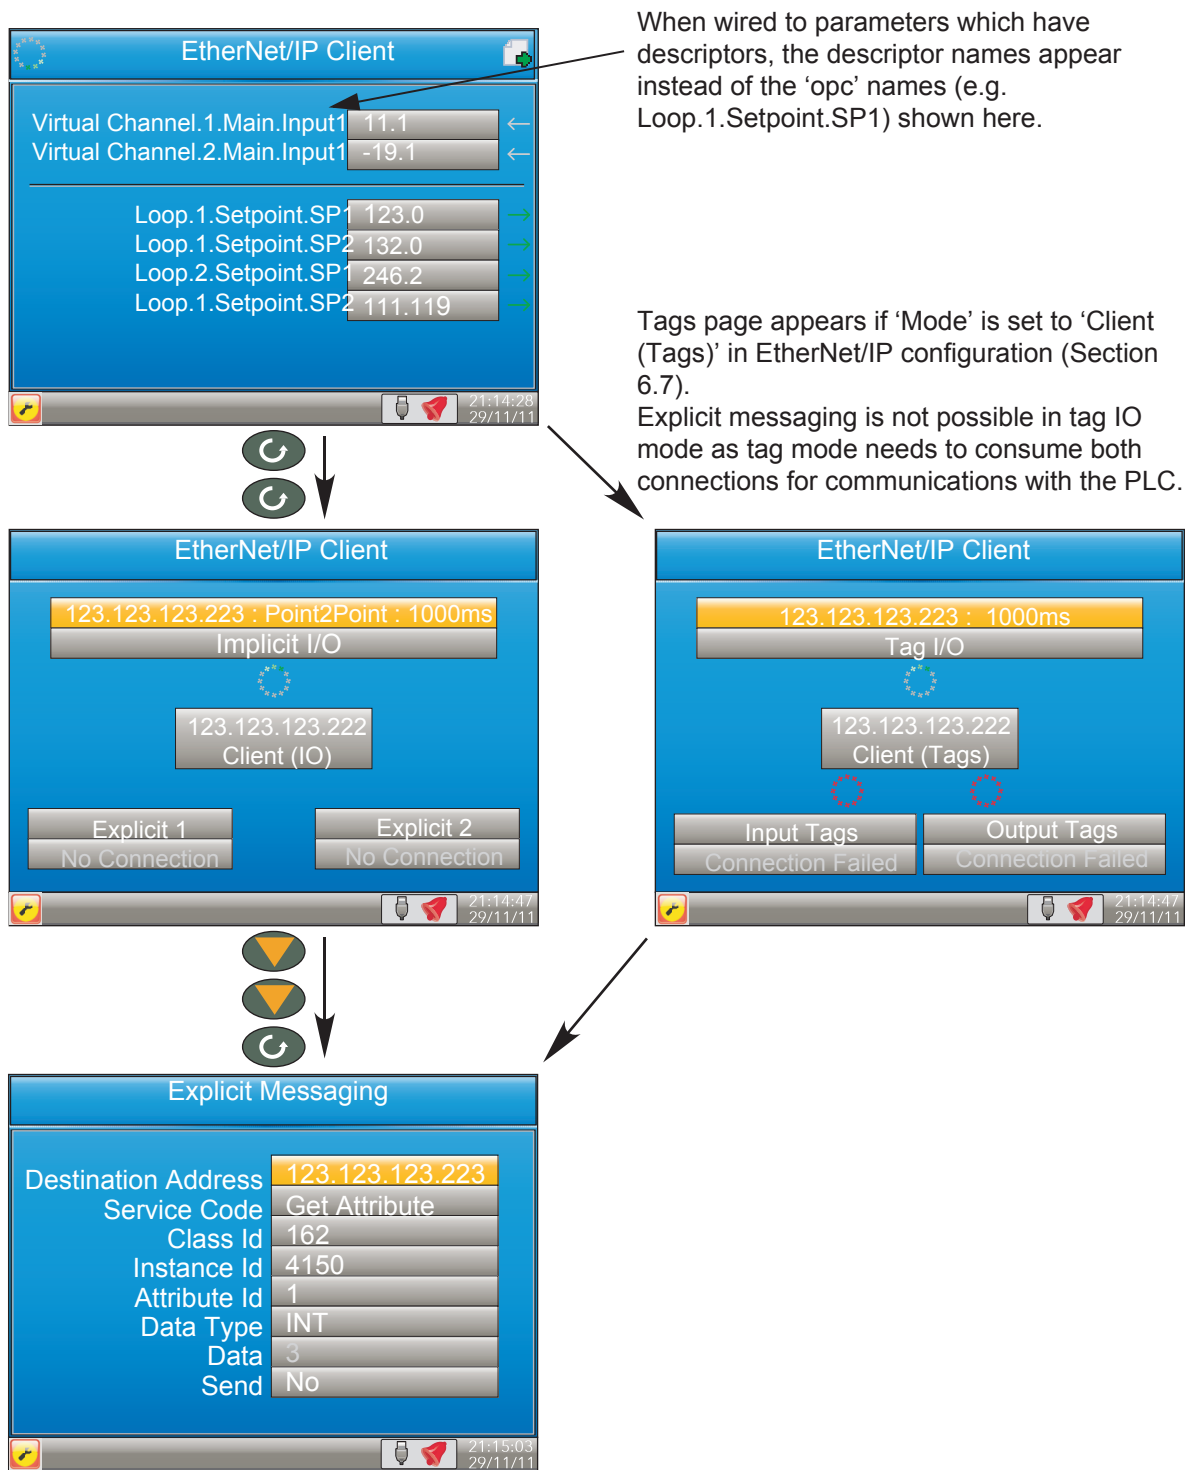 EtherNet/IP Client
Virtual Channel.1.Main.Input1 11.1
Virtual Channel.2.Main.Input1 -19.1
Loop.1.Setpoint.SP1 123.0
Loop.1.Setpoint.SP2 132.0
Loop.2.Setpoint.SP1 246.2
Loop.1.Setpoint.SP2 111.119
21:14:28
29/11/11
When wired to parameters which have
descriptors, the descriptor names appear
instead of the ‘opc’ names (e.g.
Loop.1.Setpoint.SP1) shown here.
Tags page appears if ‘Mode’ is set to ‘Client
(Tags)’ in EtherNet/IP configuration (Section
6.7).
Explicit messaging is not possible in tag IO
mode as tag mode needs to consume both
connections for communications with the PLC.
EtherNet/IP Client
123.123.123.223 : Point2Point : 1000ms
Implicit I/O
123.123.123.222
Client (IO)
Explicit 1
No Connection
Explicit 2
No Connection
21:14:47
29/11/11
EtherNet/IP Client
123.123.123.223 : 1000ms
Tag I/O
123.123.123.222
Client (Tags)
Input Tags
Connection Failed
Output Tags
Connection Failed
21:14:47
29/11/11
Explicit Messaging
Destination Address 123.123.123.223
Service Code Get Attribute
Class Id 162
Instance Id 4150
Attribute Id 1
Data Type INT
Data 3
Send No
21:15:03
29/11/11